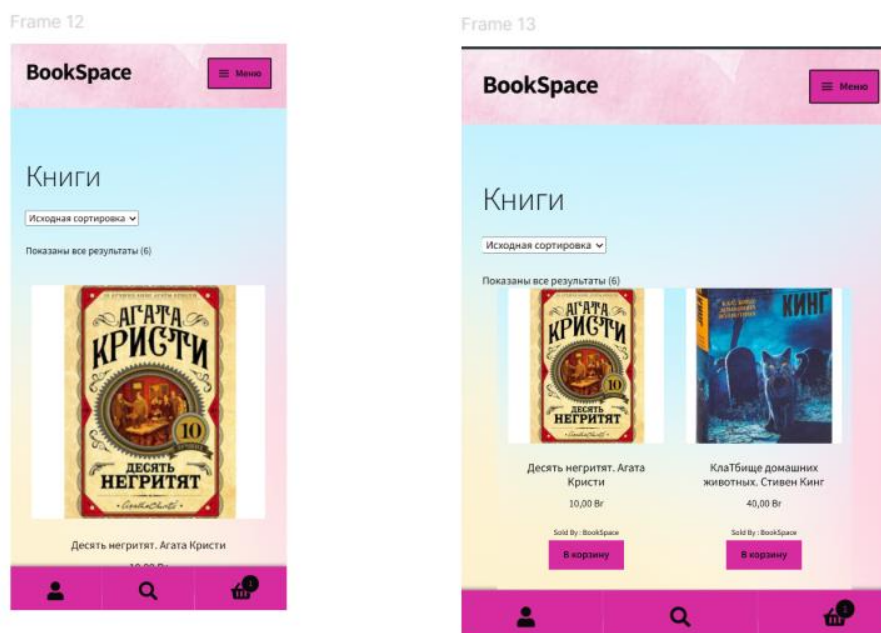 Frame 12
BookSpace
Меню
Книги
Исходная сортировка
Показаны все результаты (6)
АГАТА
КРИСТИ
10
ДЕСЯТЬ
НЕГРИТЯТ
Десять негритят. Агата Кристи
1
Frame 13
BookSpace
Меню
Книги
Исходная сортировка
Показаны все результаты (6)
АГАТА
КРИСТИ
10
ДЕСЯТЬ
НЕГРИТЯТ
КИНГ
Десять негритят. Агата
Кристи
10,00 Br
Sold By : BookSpace
В корзину
КлаТбище домашних
животных. Стивен Кинг
40,00 Br
Sold By : BookSpace
В корзину
1